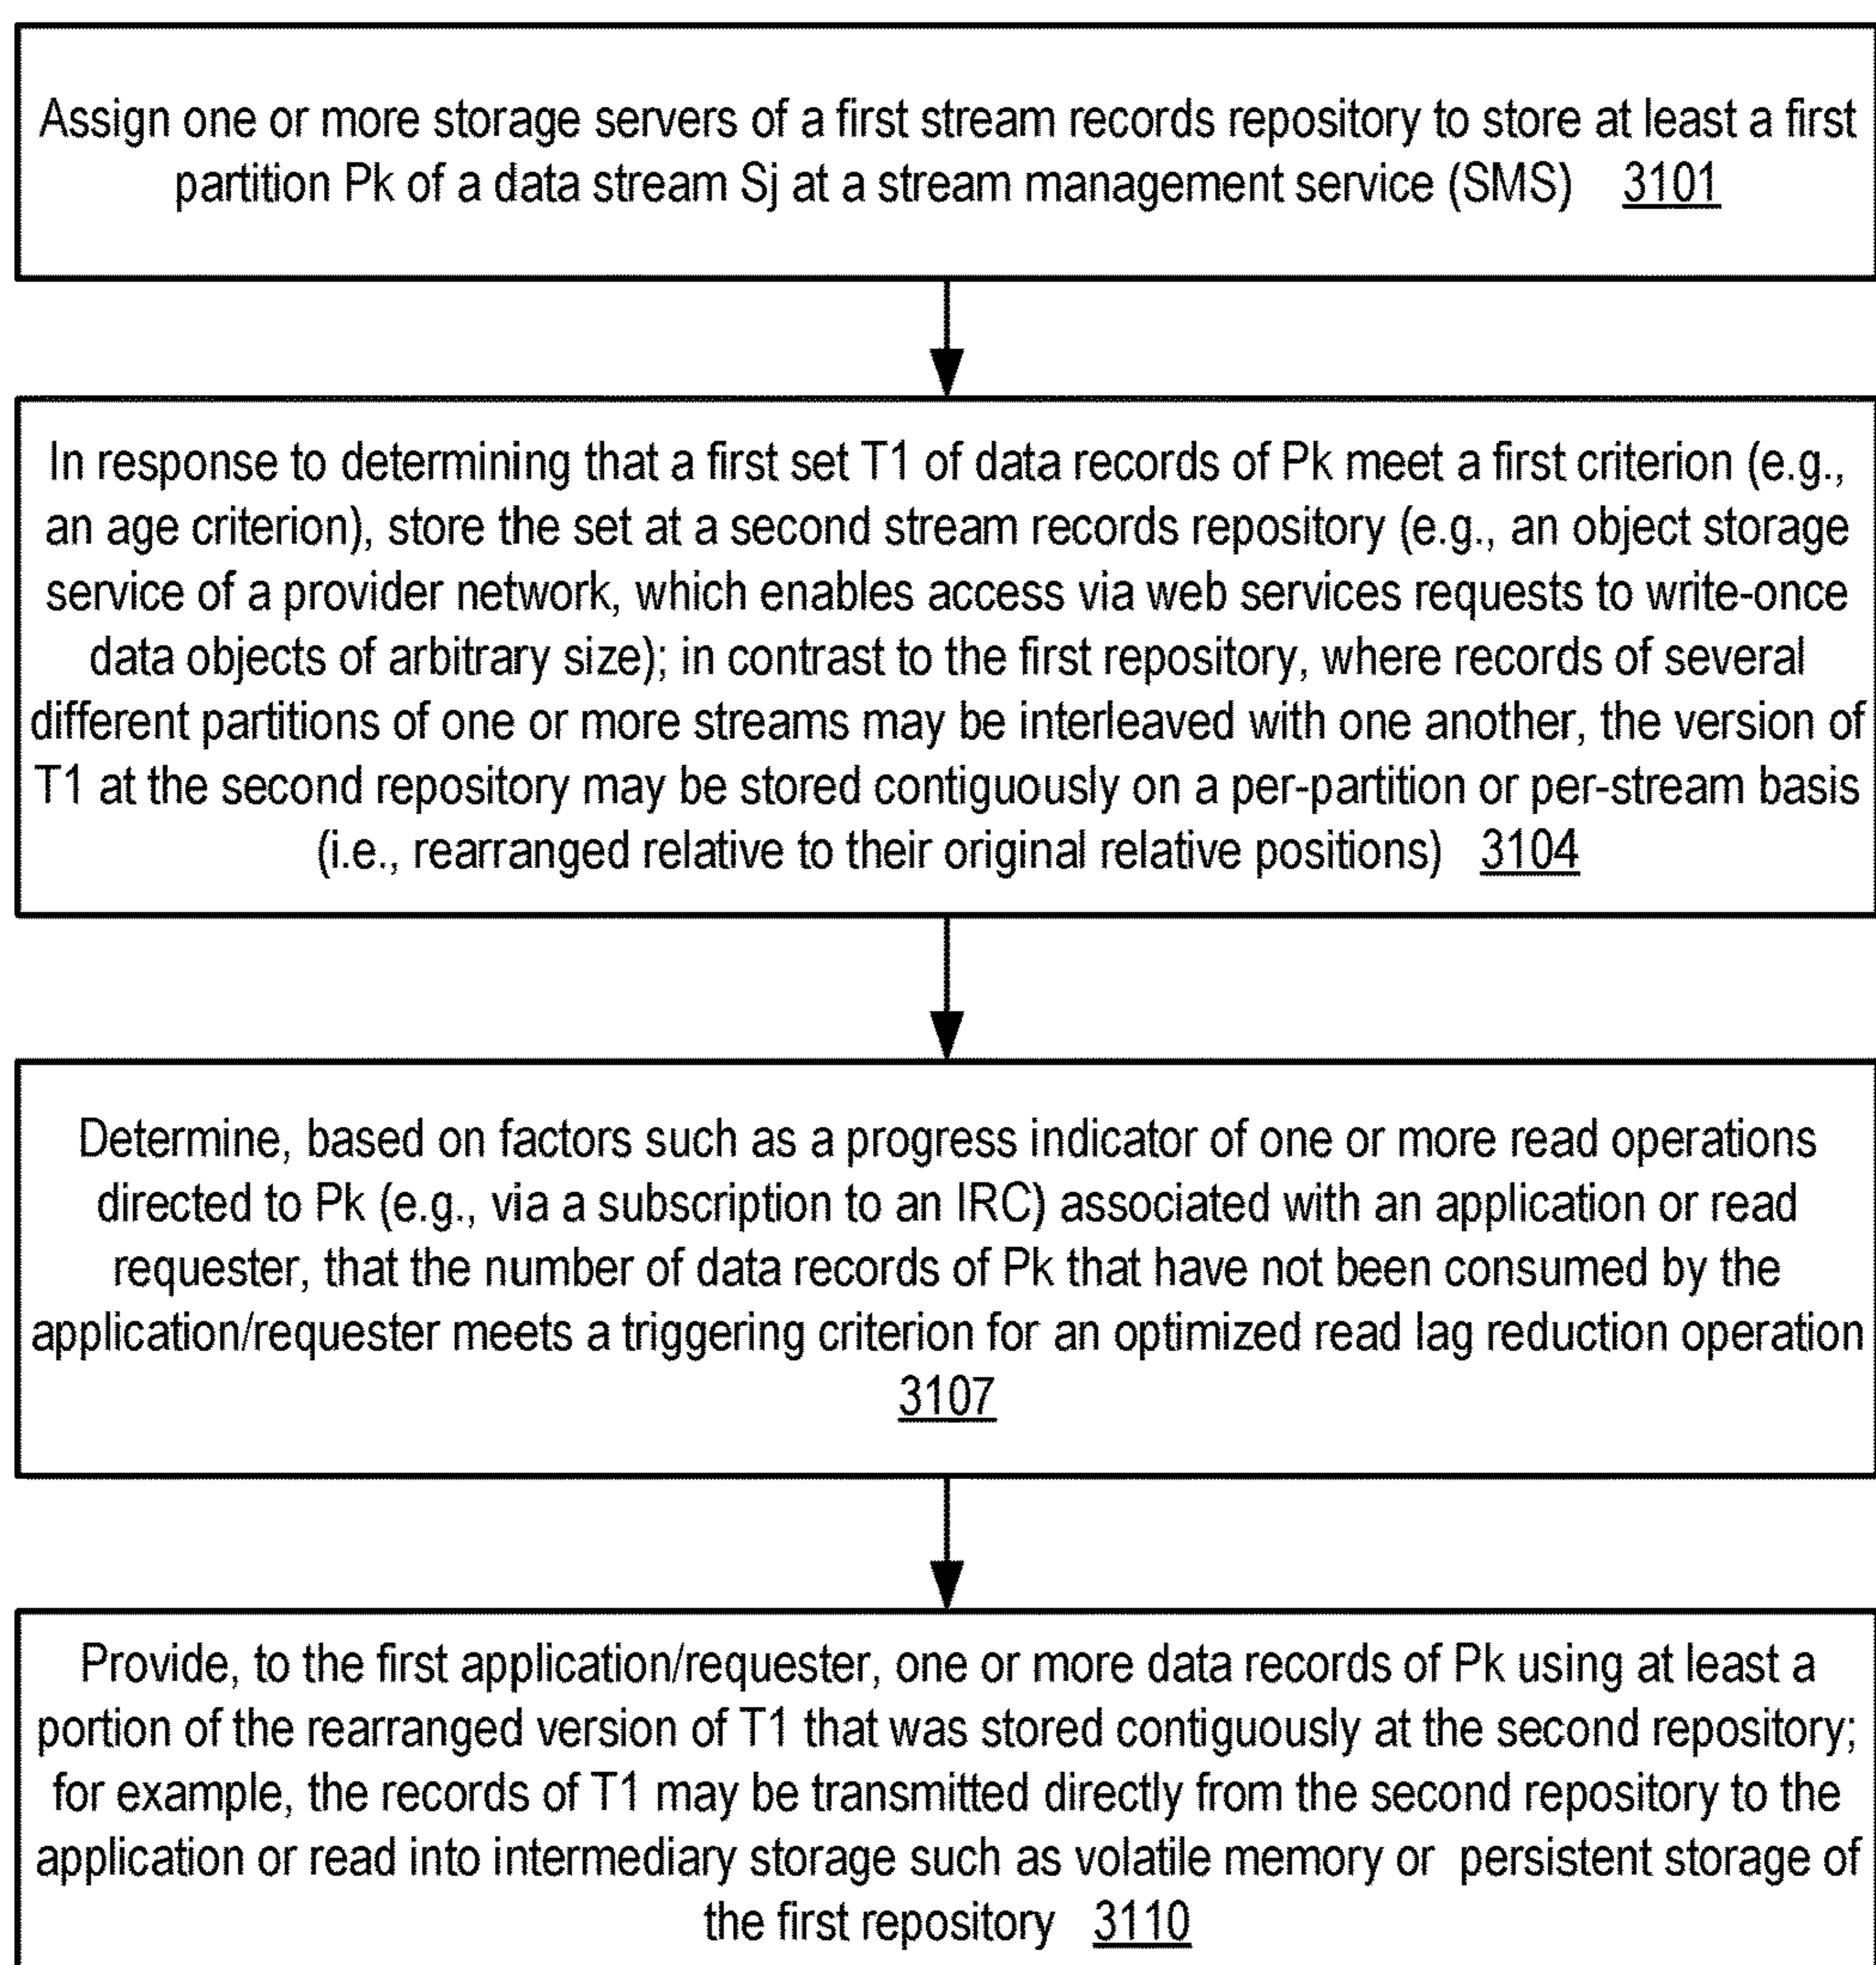 Assign one or more storage servers of a first stream records repository to store at least a first
partition Pk of a data stream Sj at a stream management service (SMS) 3101
In response to determining that a first set T1 of data records of Pk meet a first criterion (e.g.,
an age criterion), store the set at a second stream records repository (e.g., an object storage
service of a provider network, which enables access via web services requests to write-once
data objects of arbitrary size); in contrast to the first repository, where records of several
different partitions of one or more streams may be interleaved with one another, the version of
T1 at the second repository may be stored contiguously on a per-partition or per-stream basis
(i.e., rearranged relative to their original relative positions) 3104
Determine, based on factors such as a progress indicator of one or more read operations
directed to Pk (e.g., via a subscription to an IRC) associated with an application or read
requester, that the number of data records of Pk that have not been consumed by the
application/requester meets a triggering criterion for an optimized read lag reduction operation
3107
Provide, to the first application/requester, one or more data records of Pk using at least a
portion of the rearranged version of T1 that was stored contiguously at the second repository;
for example, the records of T1 may be transmitted directly from the second repository to the
application or read into intermediary storage such as volatile memory or persistent storage of
the first repository 3110